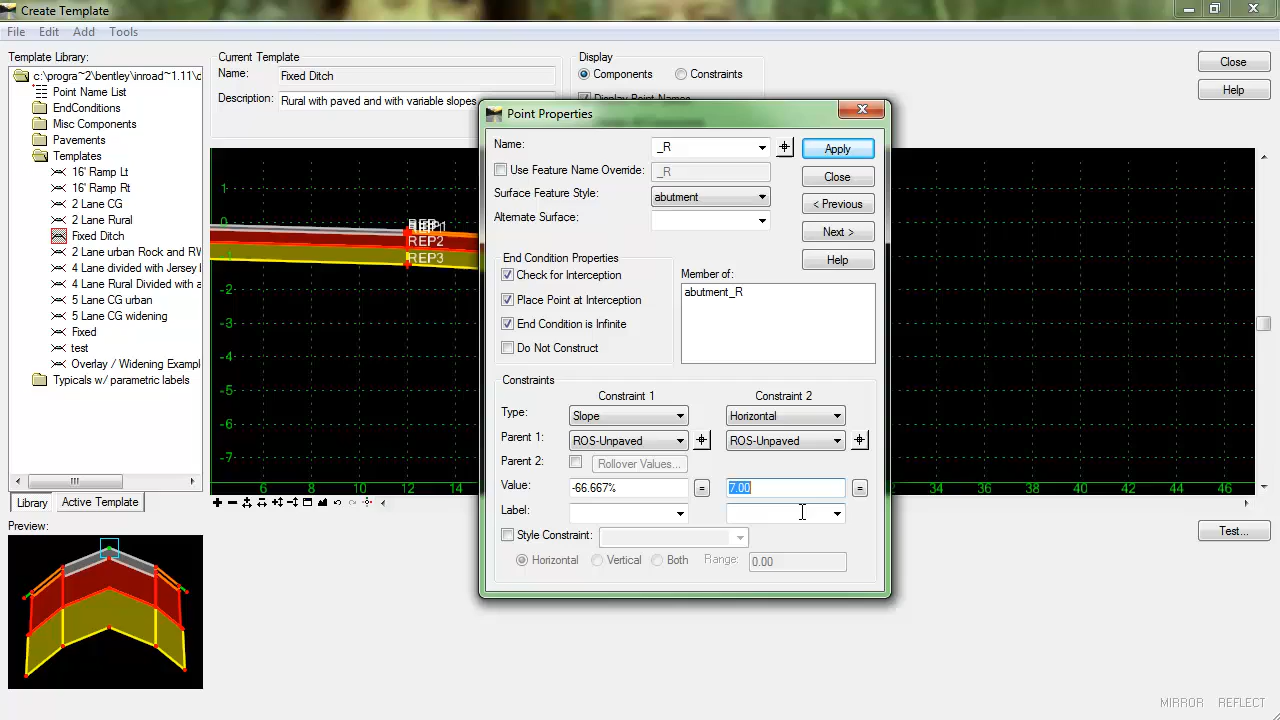 Create Template
File Edit Add Tools
Template Library:
c:\progra~2\bentley\inroad~1.11\c
Point Name List
EndConditions
Misc Components
Pavements
Templates
16' Ramp Lt
16' Ramp Rt
2 Lane CG
2 Lane Rural
Fixed Ditch
2 Lane urban Rock and RW
4 Lane divided with Jersey
4 Lane Rural Divided with a
5 Lane CG urban
5 Lane CG widening
Fixed
test
Overlay / Widening Exampl
Typicals w/ parametric labels
Library Active Template
Preview:
Current Template
Name: Fixed Ditch
Description: Rural with paved and with variable slopes
Display
Components Constraints
Display Point Names
Close
Help
Test...
1
0
-2
-3
-4
-5
-6
-7
REP2
REP3
6 8 10 12 14 34 36 38 40 42 44 46
Point Properties
Name: _R
Apply
Use Feature Name Override: _R
Close
Surface Feature Style: abutment
< Previous
Alternate Surface:
Next >
Help
End Condition Properties
Check for Interception
Place Point at Interception
End Condition is Infinite
Do Not Construct
Member of:
abutment_R
Constraints
Constraint 1 Constraint 2
Type: Slope Horizontal
Parent 1: ROS-Unpaved ROS-Unpaved
Parent 2: Rollover Values...
Value: -66.667% = 7.00 =
Label:
Style Constraint:
Horizontal Vertical Both Range: 0.00
MIRROR REFLECT